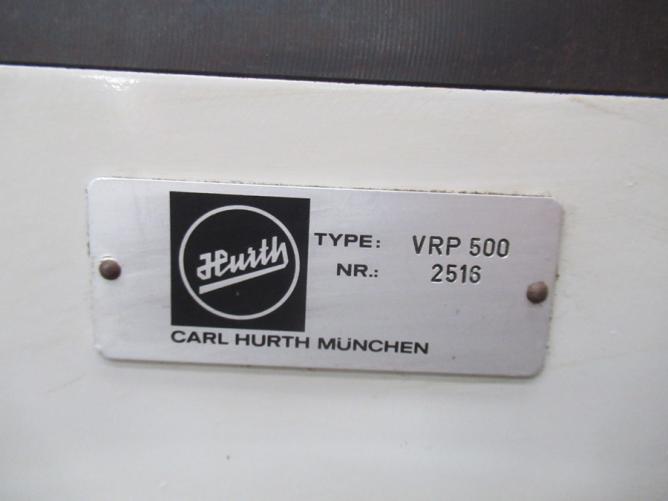 Hurth
TYPE: VRP 500
NR.: 2516
CARL HURTH MÜNCHEN